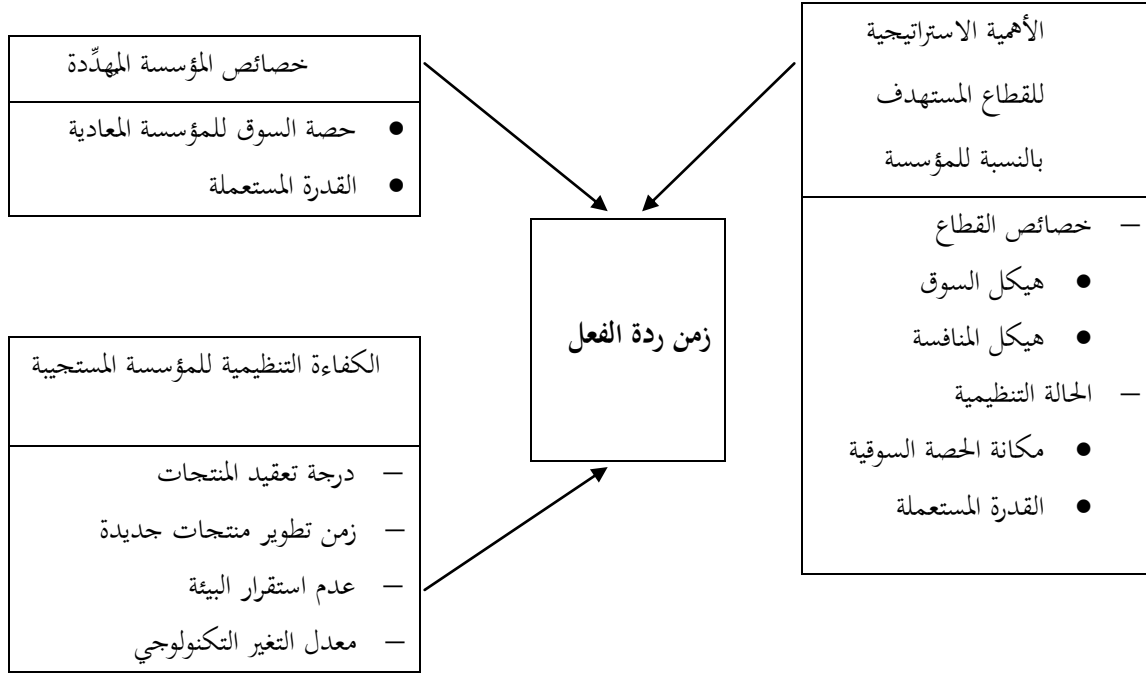 الأهمية الاستراتيجية
للقطاع المستهدف
بالنسبة للمؤسسة
– خصائص القطاع
● هيكل السوق
● هيكل المنافسة
– الحالة التنظيمية
● مكانة الحصة السوقية
● القدرة المستعملة
خصائص المؤسسة المهدِّدة
● حصة السوق للمؤسسة المعادية
● القدرة المستعملة
زمن ردة الفعل
الكفاءة التنظيمية للمؤسسة المستجيبة
– درجة تعقيد المنتجات
– زمن تطوير منتجات جديدة
– عدم استقرار البيئة
– معدل التغير التكنولوجي